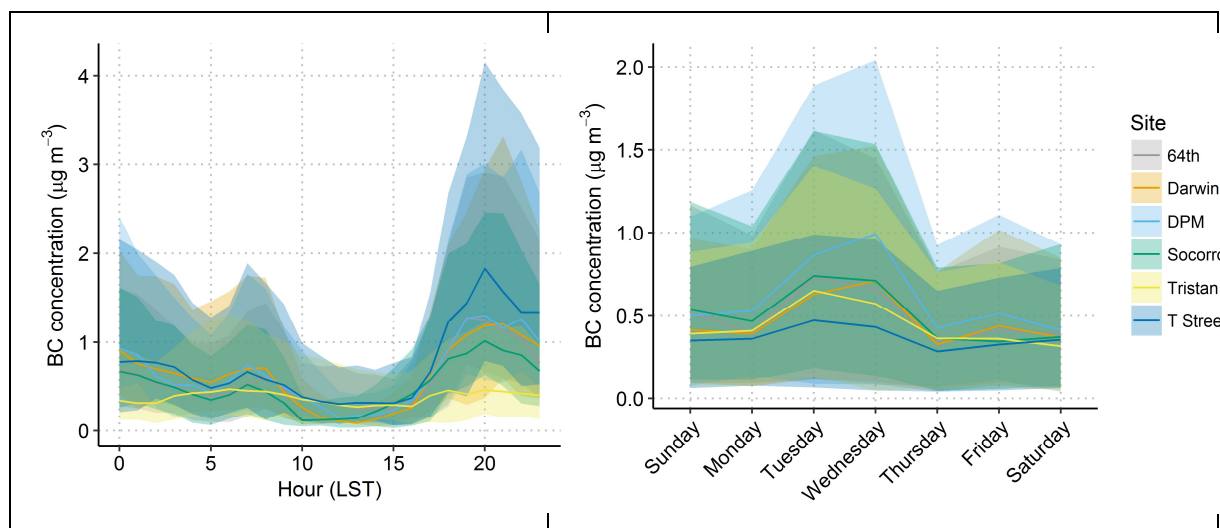 BC concentration (µg m⁻³)
4
3
2
1
0
0
5
10
15
20
Hour (LST)
BC concentration (µg m⁻³)
2.0
1.5
1.0
0.5
0.0
Sunday
Monday
Tuesday
Wednesday
Thursday
Friday
Saturday
Site
64th
Darwin
DPM
Socorro
Tristan
T Stree